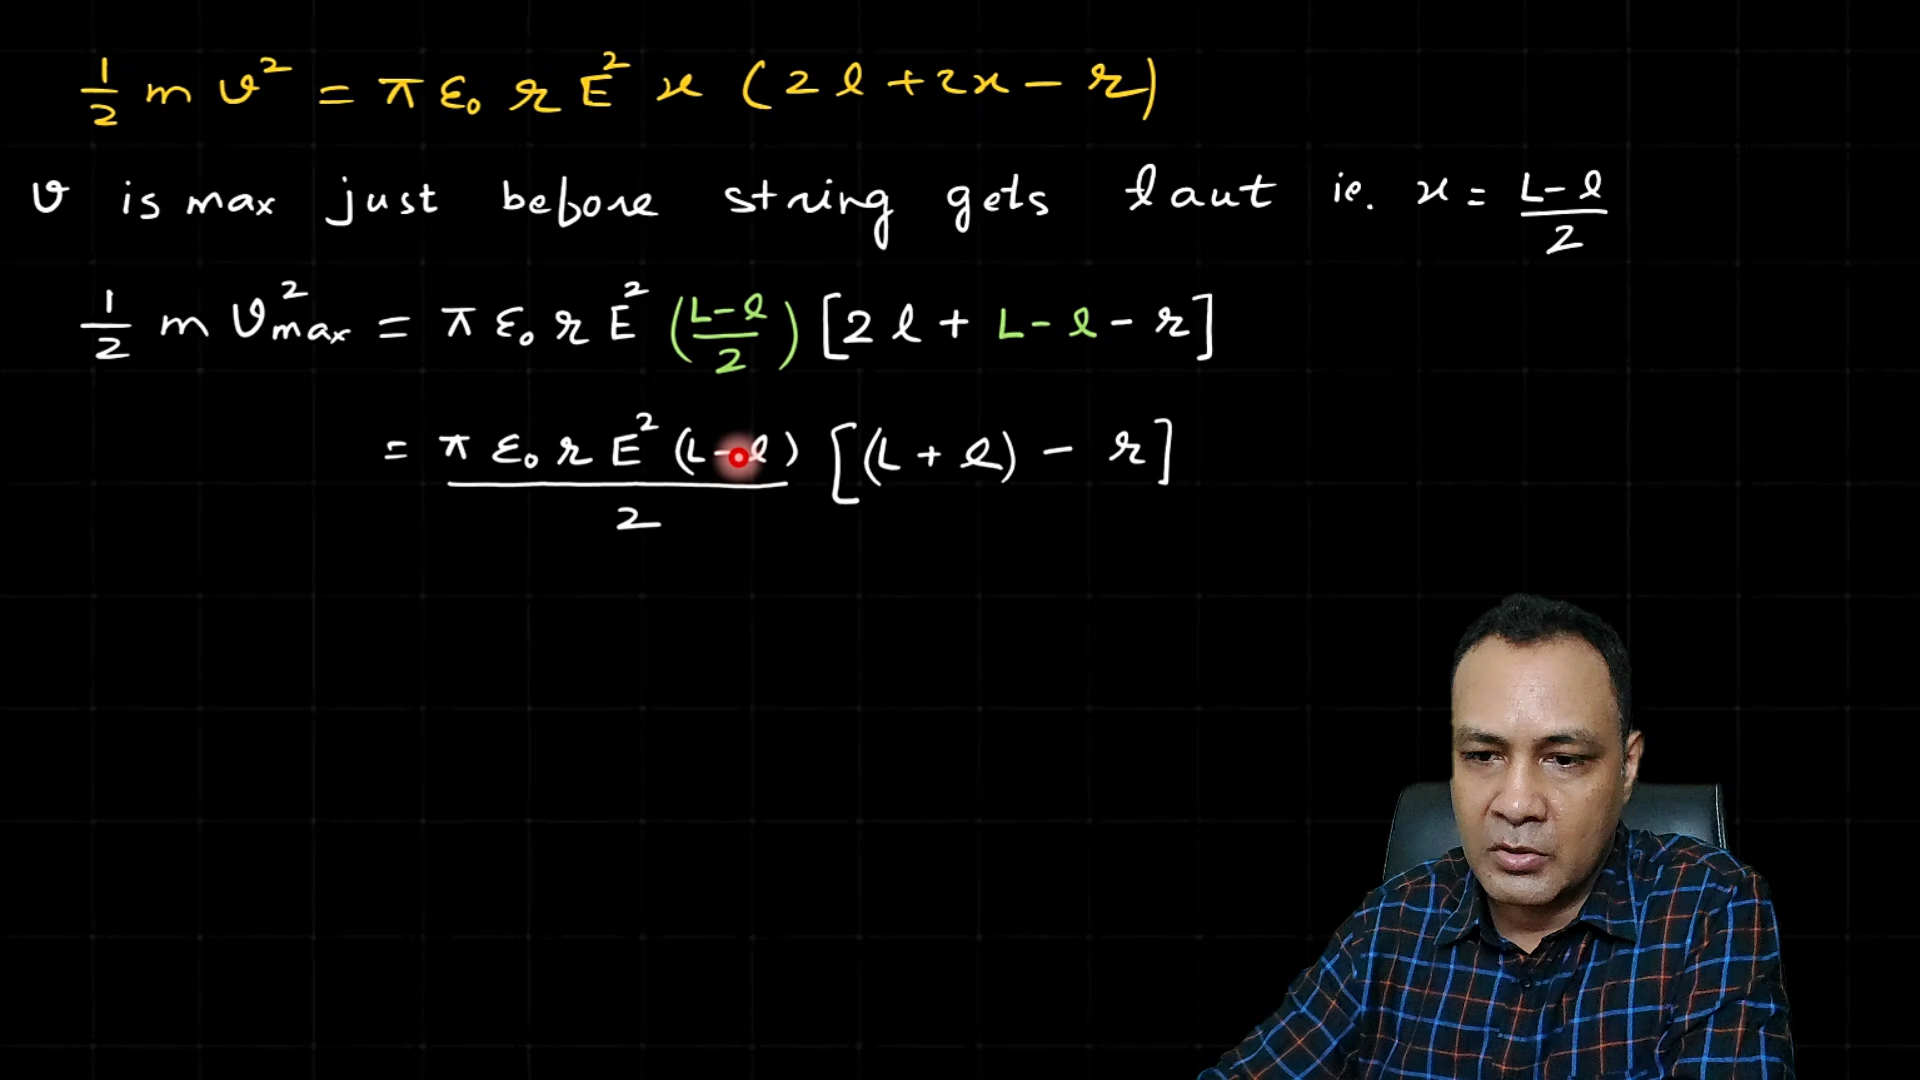 ½ m v² = π ε₀ r E² x (2l + 2x − r)
v is max just before string gets taut ie. x = (L−l)/2
½ m v²max = π ε₀ r E² ((L−l)/2) [2l + L−l − r]
= π ε₀ r E² (L−l)/2 [(L + l) − r]